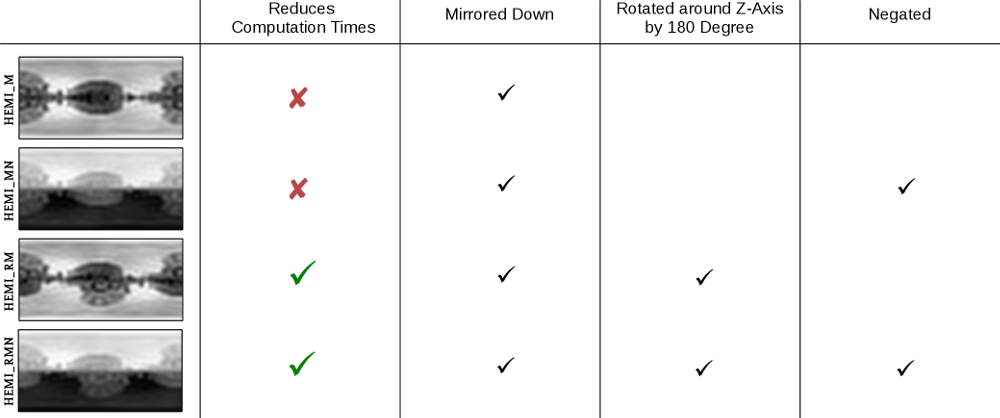 Reduces
Computation Times
Mirrored Down
Rotated around Z-Axis
by 180 Degree
Negated
HEMI_M
HEMI_MN
HEMI_RM
HEMI_RMN